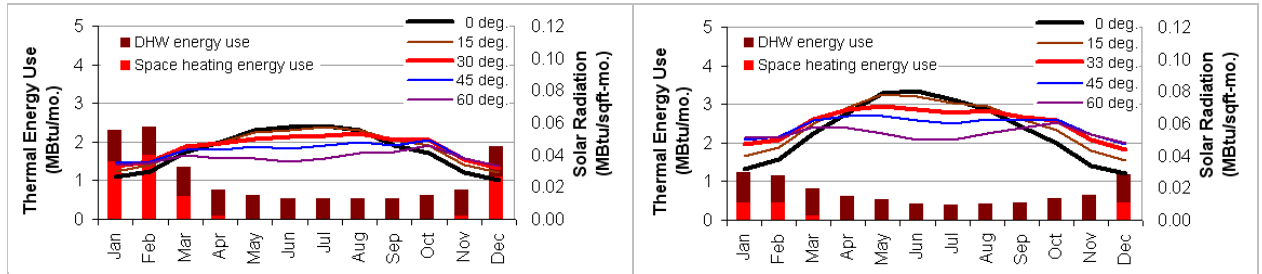 Thermal Energy Use
(MBtu/mo.)
5
4
3
2
1
0
DHW energy use
Space heating energy use
0 deg.
15 deg.
30 deg.
45 deg.
60 deg.
0.12
0.10
0.08
0.06
0.04
0.02
0.00
Solar Radiation
(MBtu/sqft-mo.)
Jan
Feb
Mar
Apr
May
Jun
Jul
Aug
Sep
Oct
Nov
Dec
Thermal Energy Use
(MBtu/mo.)
5
4
3
2
1
0
DHW energy use
Space heating energy use
0 deg.
15 deg.
33 deg.
45 deg.
60 deg.
0.12
0.10
0.08
0.06
0.04
0.02
0.00
Solar Radiation
(MBtu/sqft-mo.)
Jan
Feb
Mar
Apr
May
Jun
Jul
Aug
Sep
Oct
Nov
Dec